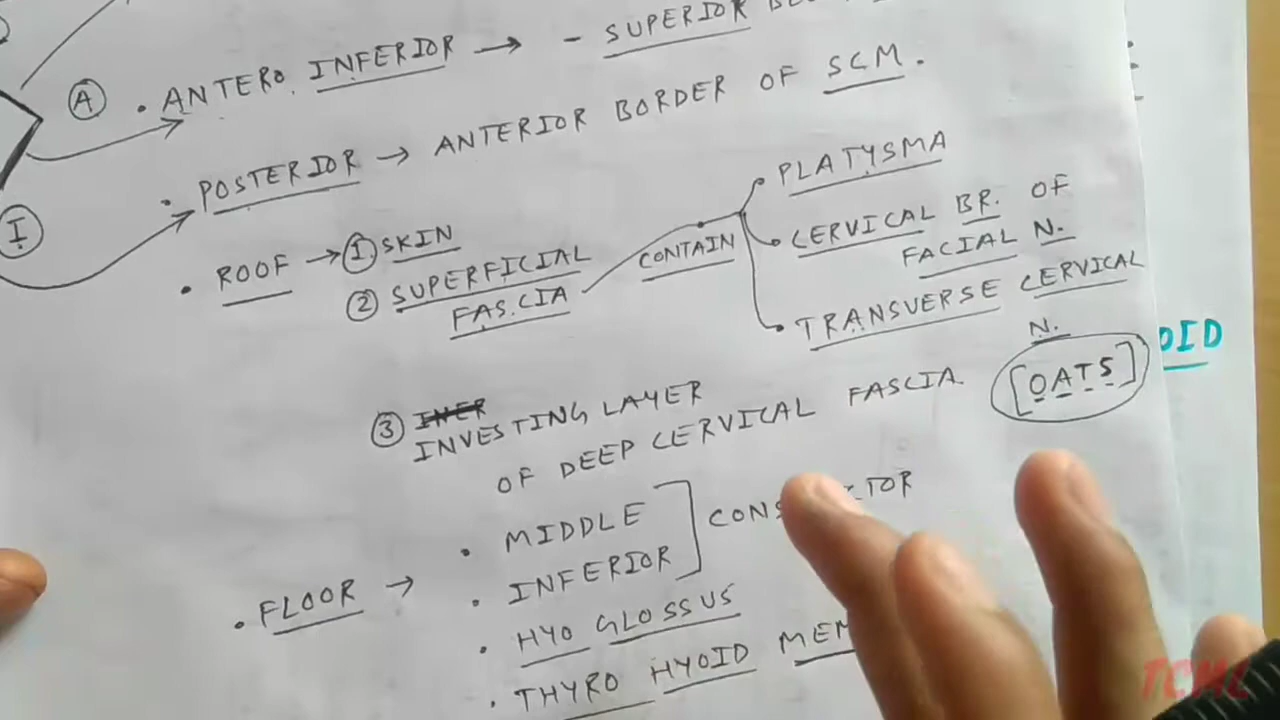 Ⓐ . ANTERO INFERIOR → - SUPERIOR
. POSTERIOR → ANTERIOR BORDER OF SCM.
Ⓘ
. ROOF → ① SKIN
② SUPERFICIAL
FASCIA
CONTAIN
. PLATYSMA
. CERVICAL BR. OF
FACIAL N.
. TRANSVERSE CERVICAL
N.
③ INVESTING LAYER
OF DEEP CERVICAL FASCIA
[OATS]
OID
. FLOOR → . MIDDLE
. INFERIOR
. HYO GLOSSUS
. THYRO HYOID
TCML